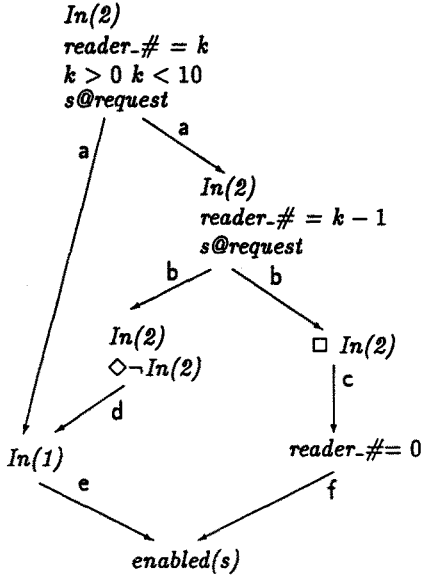 In(2)
reader_# = k
k > 0 k < 10
s@request
a
a
In(2)
reader_# = k − 1
s@request
b
b
In(2)
◇¬In(2)
□ In(2)
c
d
In(1)
reader_#= 0
e
f
enabled(s)